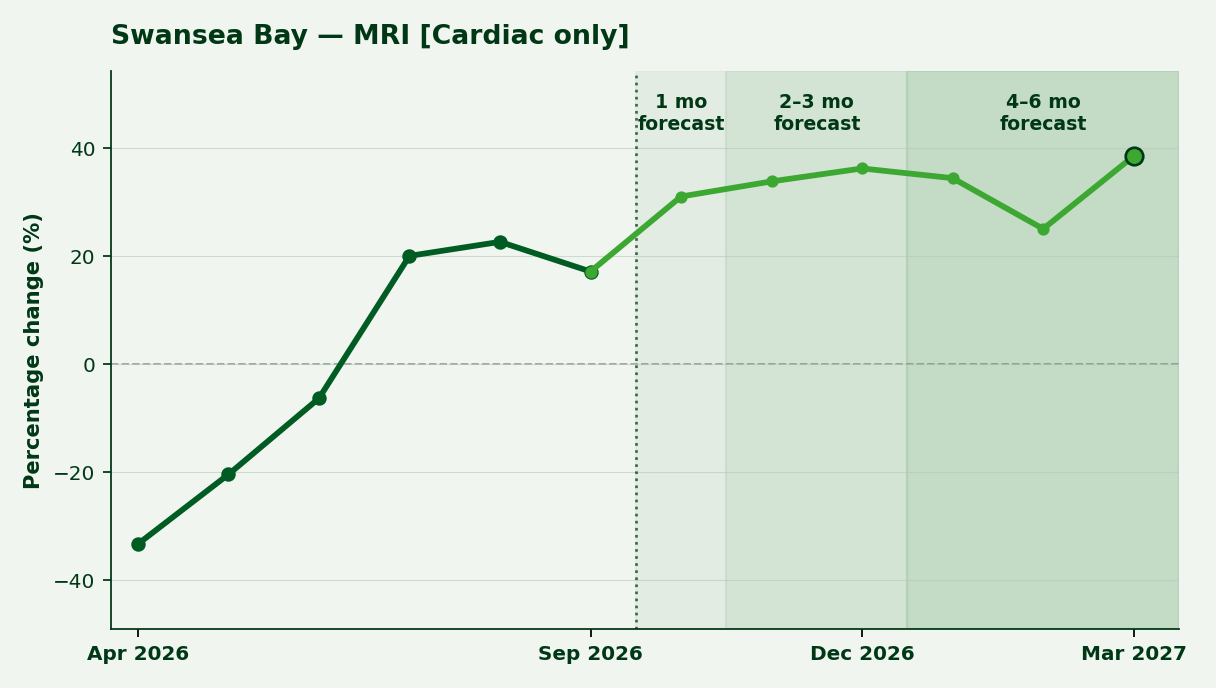 Swansea Bay — MRI [Cardiac only]
1 mo
forecast
2–3 mo
forecast
4–6 mo
forecast
Percentage change (%)
40
20
0
−20
−40
Apr 2026
Sep 2026
Dec 2026
Mar 2027